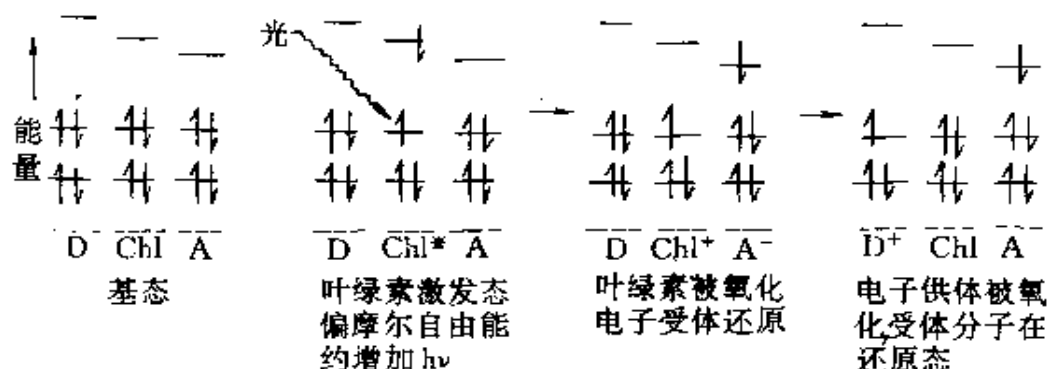 光
能
量
D Chl A
D Chl* A
D Chl⁺ A⁻
D⁺ Chl A
基态
叶绿素激发态
偏摩尔自由能
约增加 hν
叶绿素被氧化
电子受体还原
电子供体被氧
化,受体分子在
还原态